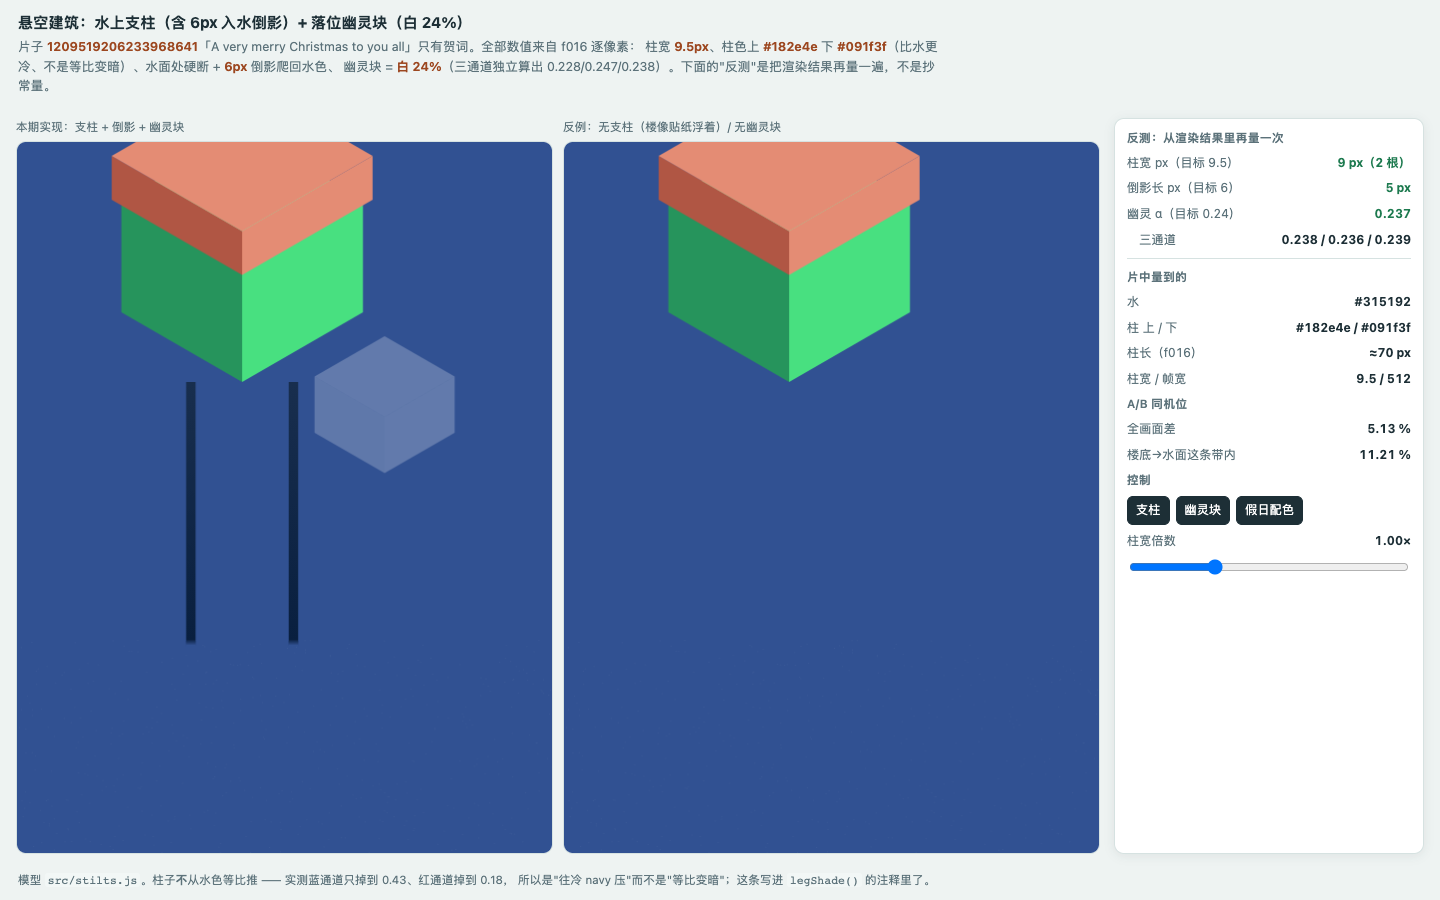 悬空建筑：水上支柱（含 6px 入水倒影）+ 落位幽灵块（白 24%）
片子 1209519206233968641「A very merry Christmas to you all」只有贺词。全部数值来自 f016 逐像素： 柱宽 9.5px、柱色上 #182e4e 下 #091f3f（比水更
冷、不是等比变暗）、水面处硬断 + 6px 倒影爬回水色、 幽灵块 = 白 24%（三通道独立算出 0.228/0.247/0.238）。下面的"反测"是把渲染结果再量一遍，不是抄
常量。
本期实现：支柱 + 倒影 + 幽灵块
反例：无支柱（楼像贴纸浮着）/ 无幽灵块
反测：从渲染结果里再量一次
柱宽 px（目标 9.5） 9 px（2 根）
倒影长 px（目标 6） 5 px
幽灵 α（目标 0.24） 0.237
三通道 0.238 / 0.236 / 0.239
片中量到的
水 #315192
柱 上 / 下 #182e4e / #091f3f
柱长（f016） ≈70 px
柱宽 / 帧宽 9.5 / 512
A/B 同机位
全画面差 5.13 %
楼底→水面这条带内 11.21 %
控制
支柱 幽灵块 假日配色
柱宽倍数 1.00×
模型 src/stilts.js 。柱子不从水色等比推 —— 实测蓝通道只掉到 0.43、红通道掉到 0.18， 所以是"往冷 navy 压"而不是"等比变暗"；这条写进 legShade() 的注释里了。